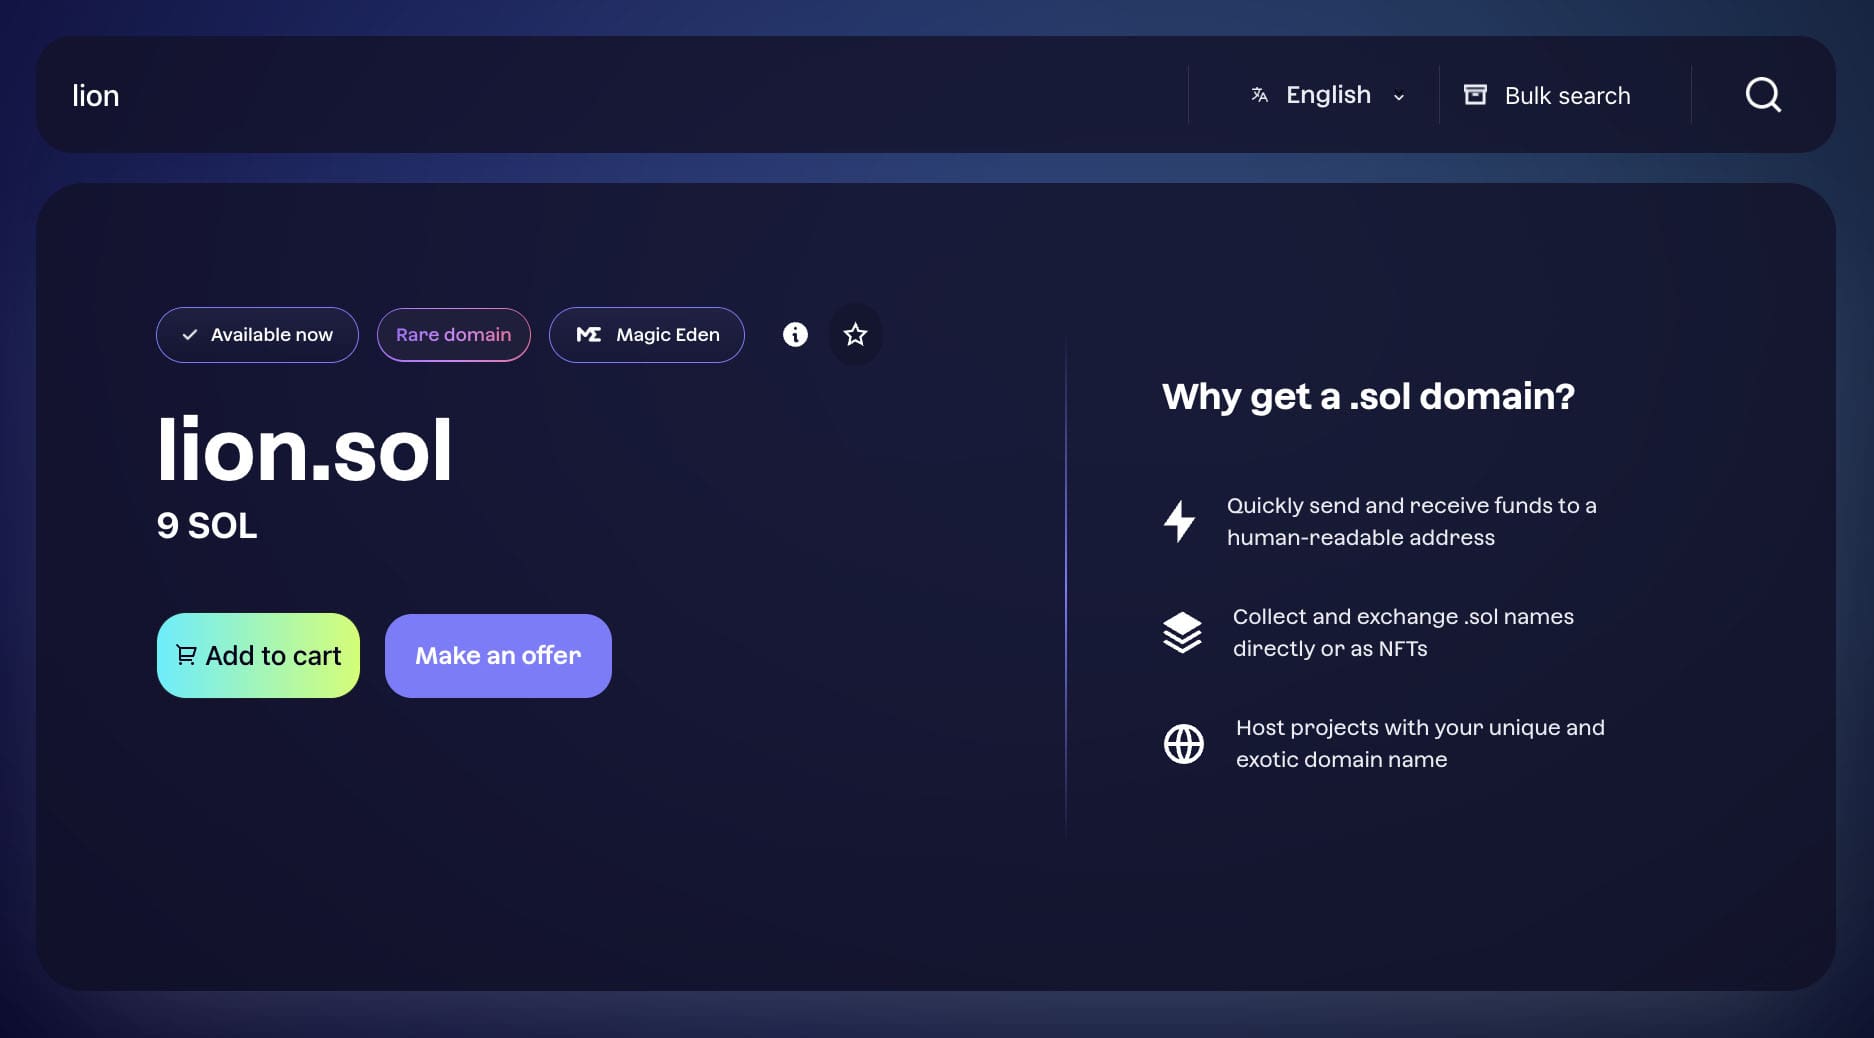 lion
English
Bulk search
Available now
Rare domain
Magic Eden
lion.sol
9 SOL
Add to cart
Make an offer
Why get a .sol domain?
Quickly send and receive funds to a
human-readable address
Collect and exchange .sol names
directly or as NFTs
Host projects with your unique and
exotic domain name